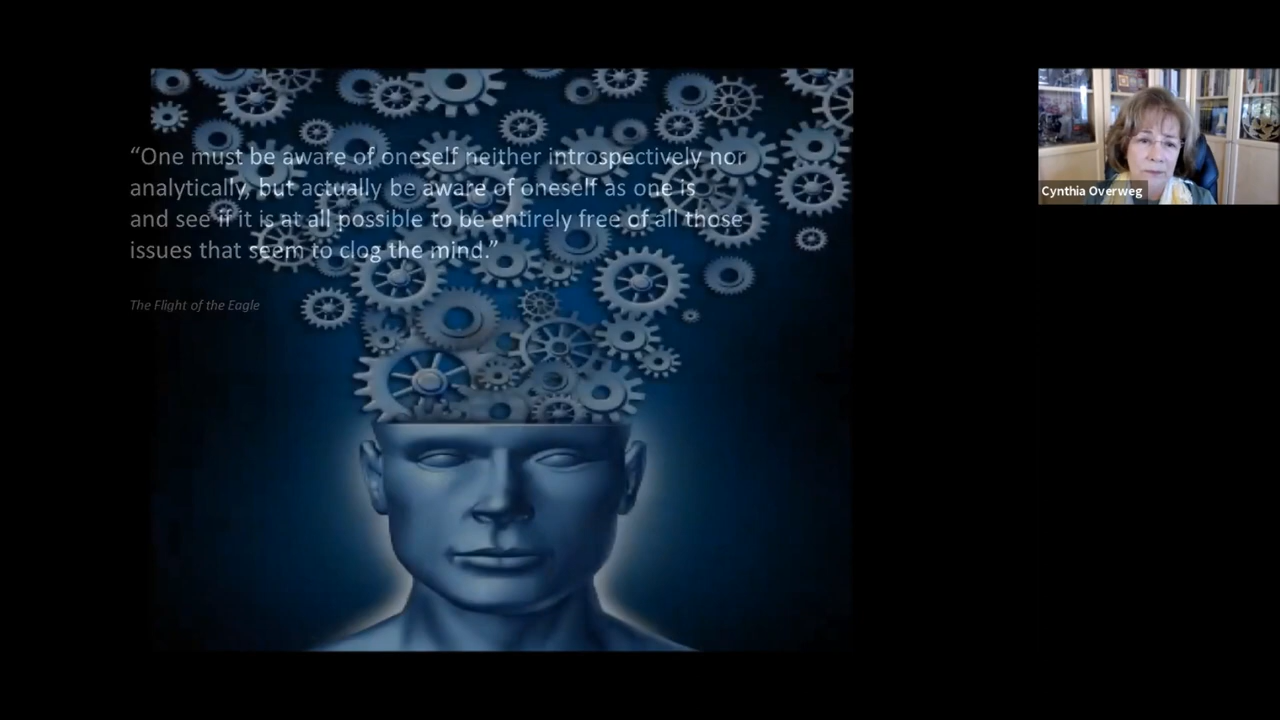 “One must be aware of oneself neither introspectively nor
analytically, but actually be aware of oneself as one is
and see if it is at all possible to be entirely free of all those
issues that seem to clog the mind.”
The Flight of the Eagle
Cynthia Overweg